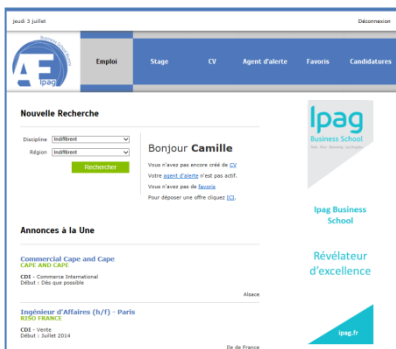 jeudi 3 juillet
Déconnexion
Business School
Ipag
Emploi
Stage
CV
Agent d'alerte
Favoris
Candidatures
Nouvelle Recherche
Discipline Indifférent
Région Indifférent
Rechercher
Bonjour Camille
Vous n'avez pas encore créé de CV
Votre agent d'alerte n'est pas actif.
Vous n'avez pas de favoris
Pour déposer une offre cliquez ICI.
Annonces à la Une
Commercial Cape and Cape
CAPE AND CAPE
CDI - Commerce International
Début : Dès que possible
Alsace
Ingénieur d'Affaires (h/f) - Paris
RISO FRANCE
CDI - Vente
Début : Juillet 2014
Ile de France
Ipag
Business School
Ipag Business
School
Révélateur
d'excellence
ipag.fr